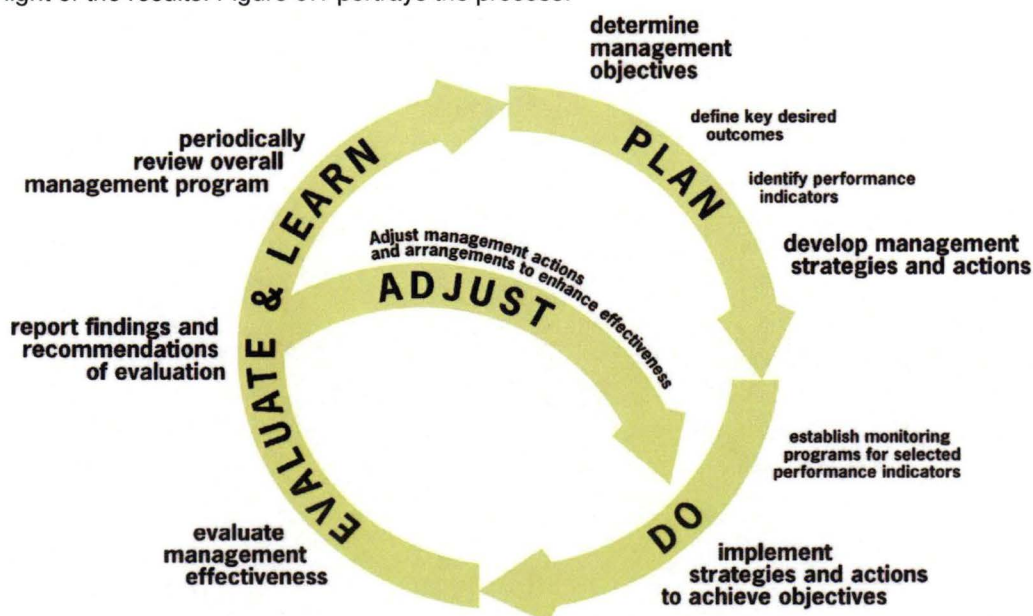 light of the results. Figure 6.1 portrays the process.
determine
management
objectives
define key desired
outcomes
identify performance
indicators
develop management
strategies and actions
PLAN
periodically
review overall
management program
Adjust management actions
and arrangements to enhance effectiveness
ADJUST
EVALUATE & LEARN
report findings and
recommendations
of evaluation
establish monitoring
programs for selected
performance indicators
DO
evaluate
management
effectiveness
implement
strategies and actions
to achieve objectives